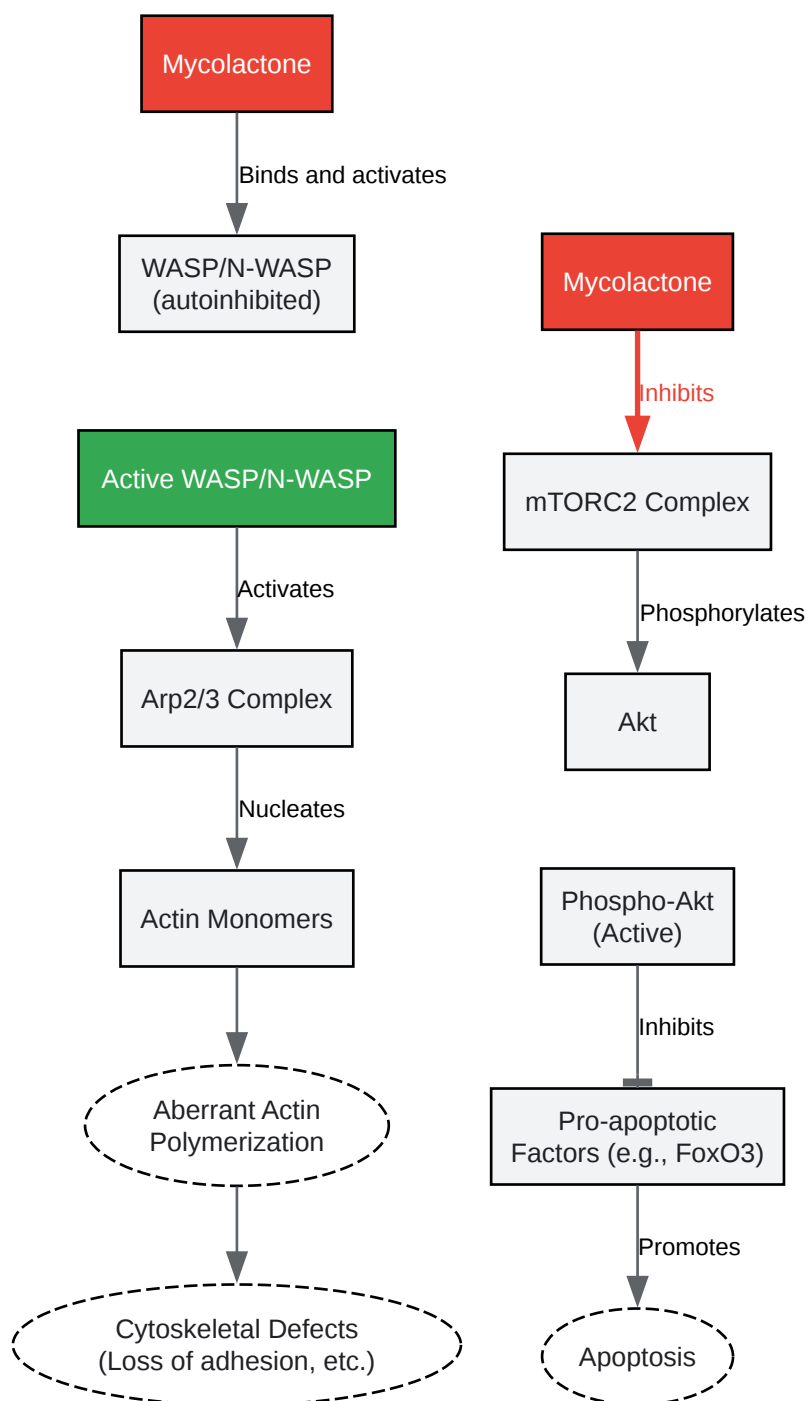 Mycolactone
Binds and activates
WASP/N-WASP
(autoinhibited)
Active WASP/N-WASP
Activates
Arp2/3 Complex
Nucleates
Actin Monomers
Aberrant Actin
Polymerization
Cytoskeletal Defects
(Loss of adhesion, etc.)
Mycolactone
Inhibits
mTORC2 Complex
Phosphorylates
Akt
Phospho-Akt
(Active)
Inhibits
Pro-apoptotic
Factors (e.g., FoxO3)
Promotes
Apoptosis